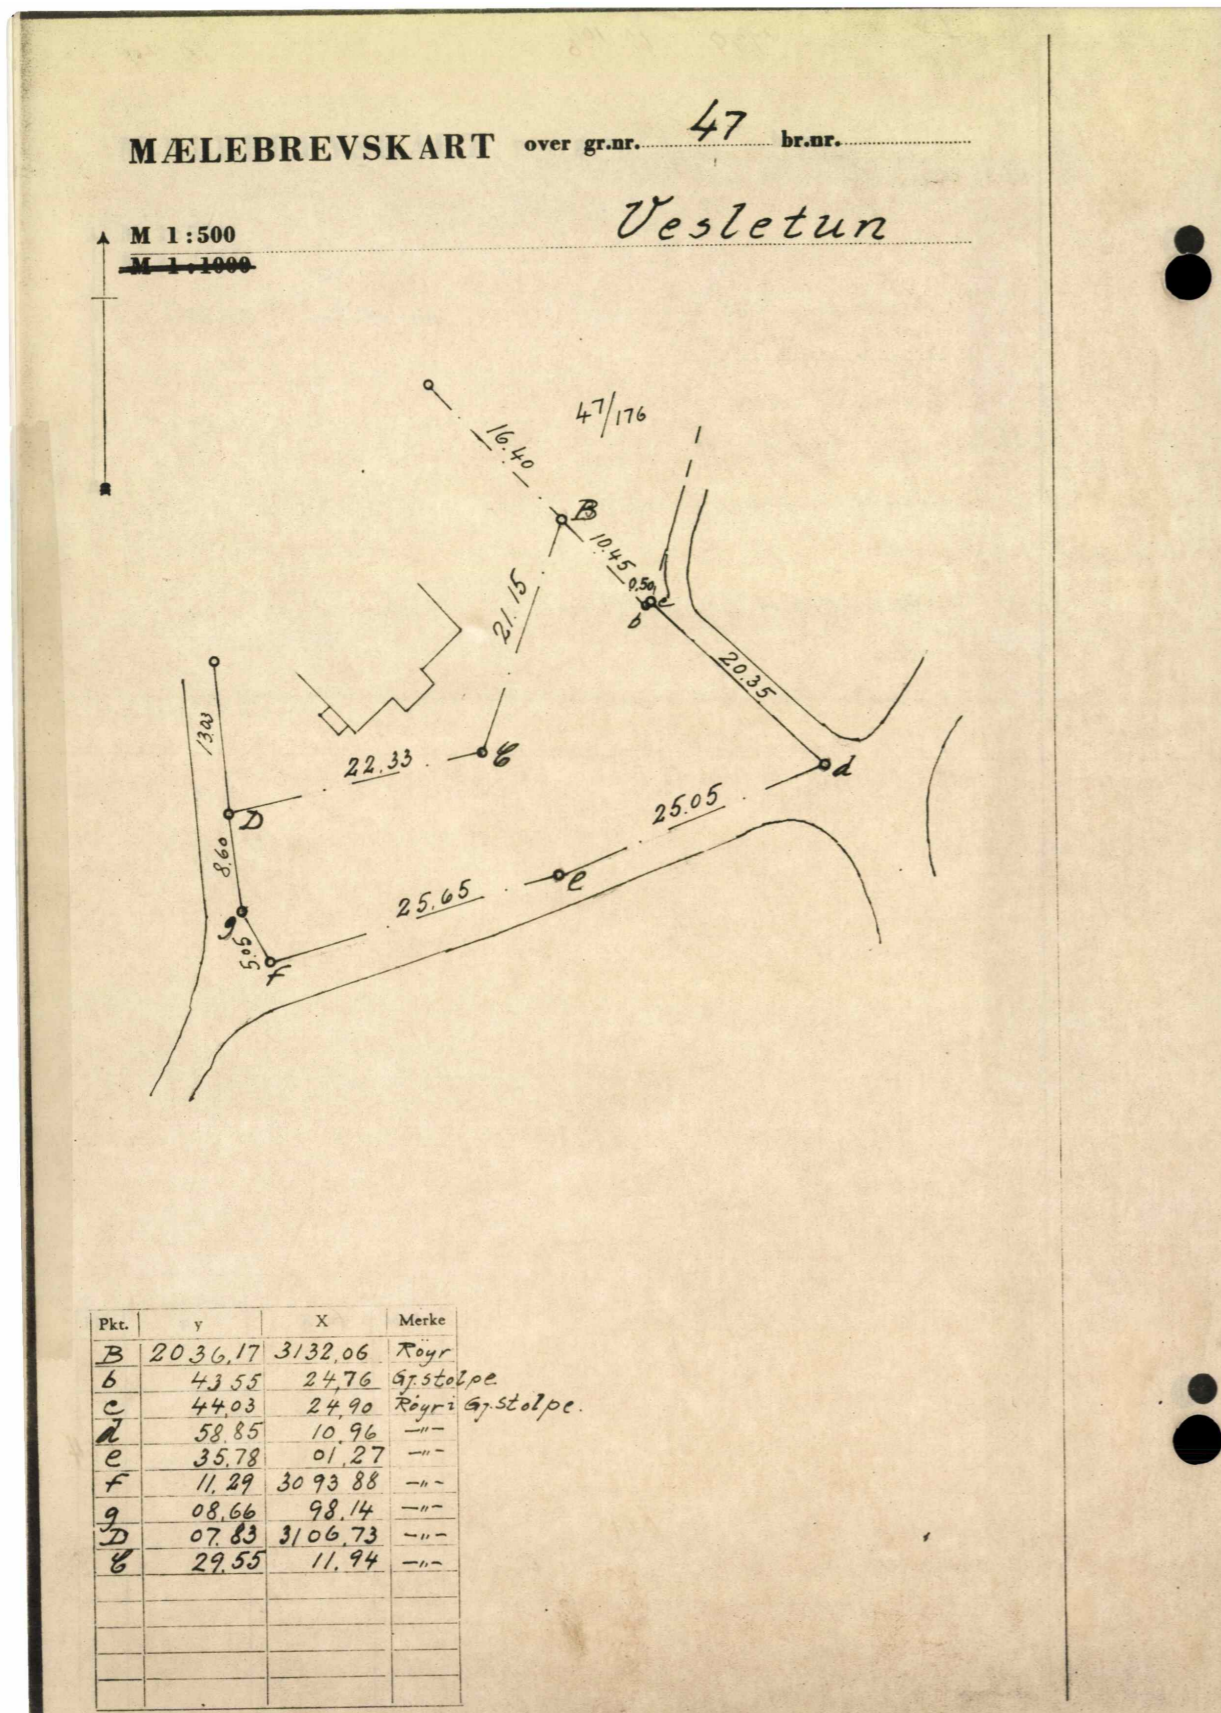 MÆLEBREVSKART over gr.nr. 47 br.nr.
M 1:500
Vesletun
M 1:1000
47/176
16.40
B
10.45
0.50
c
b
21.15
20.35
13.03
22.33
C
d
D
25.05
8.60
e
25.65
g
5.05
f
Pkt. y X Merke
B 2036,17 3132,06 Röyr
b 43 55 24,76 Gj.stolpe
c 44,03 24,90 Röyr i Gj.stolpe.
d 58.85 10,96 —"—
e 35,78 01,27 —"—
f 11,29 3093 88 —"—
g 08,66 98,14 —"—
D 07.83 3106,73 —"—
C 29,55 11,94 —"—